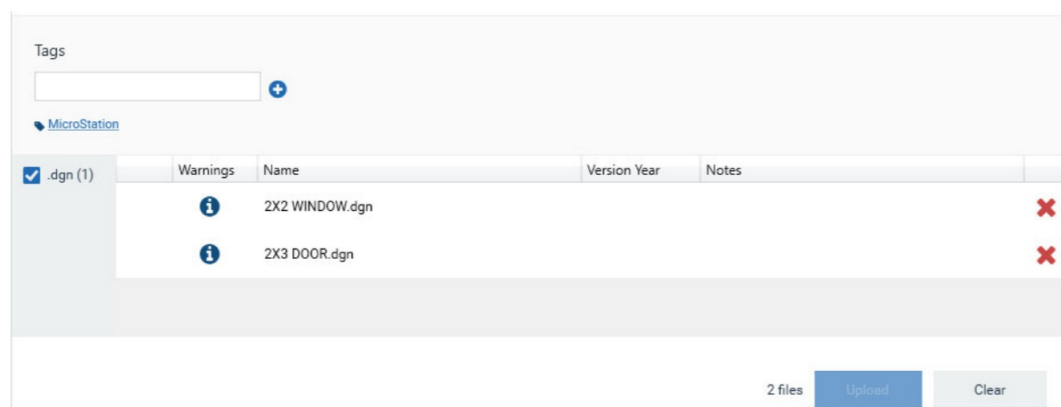 Tags
MicroStation
.dgn (1)
Warnings Name Version Year Notes
2X2 WINDOW.dgn
2X3 DOOR.dgn
2 files Upload Clear